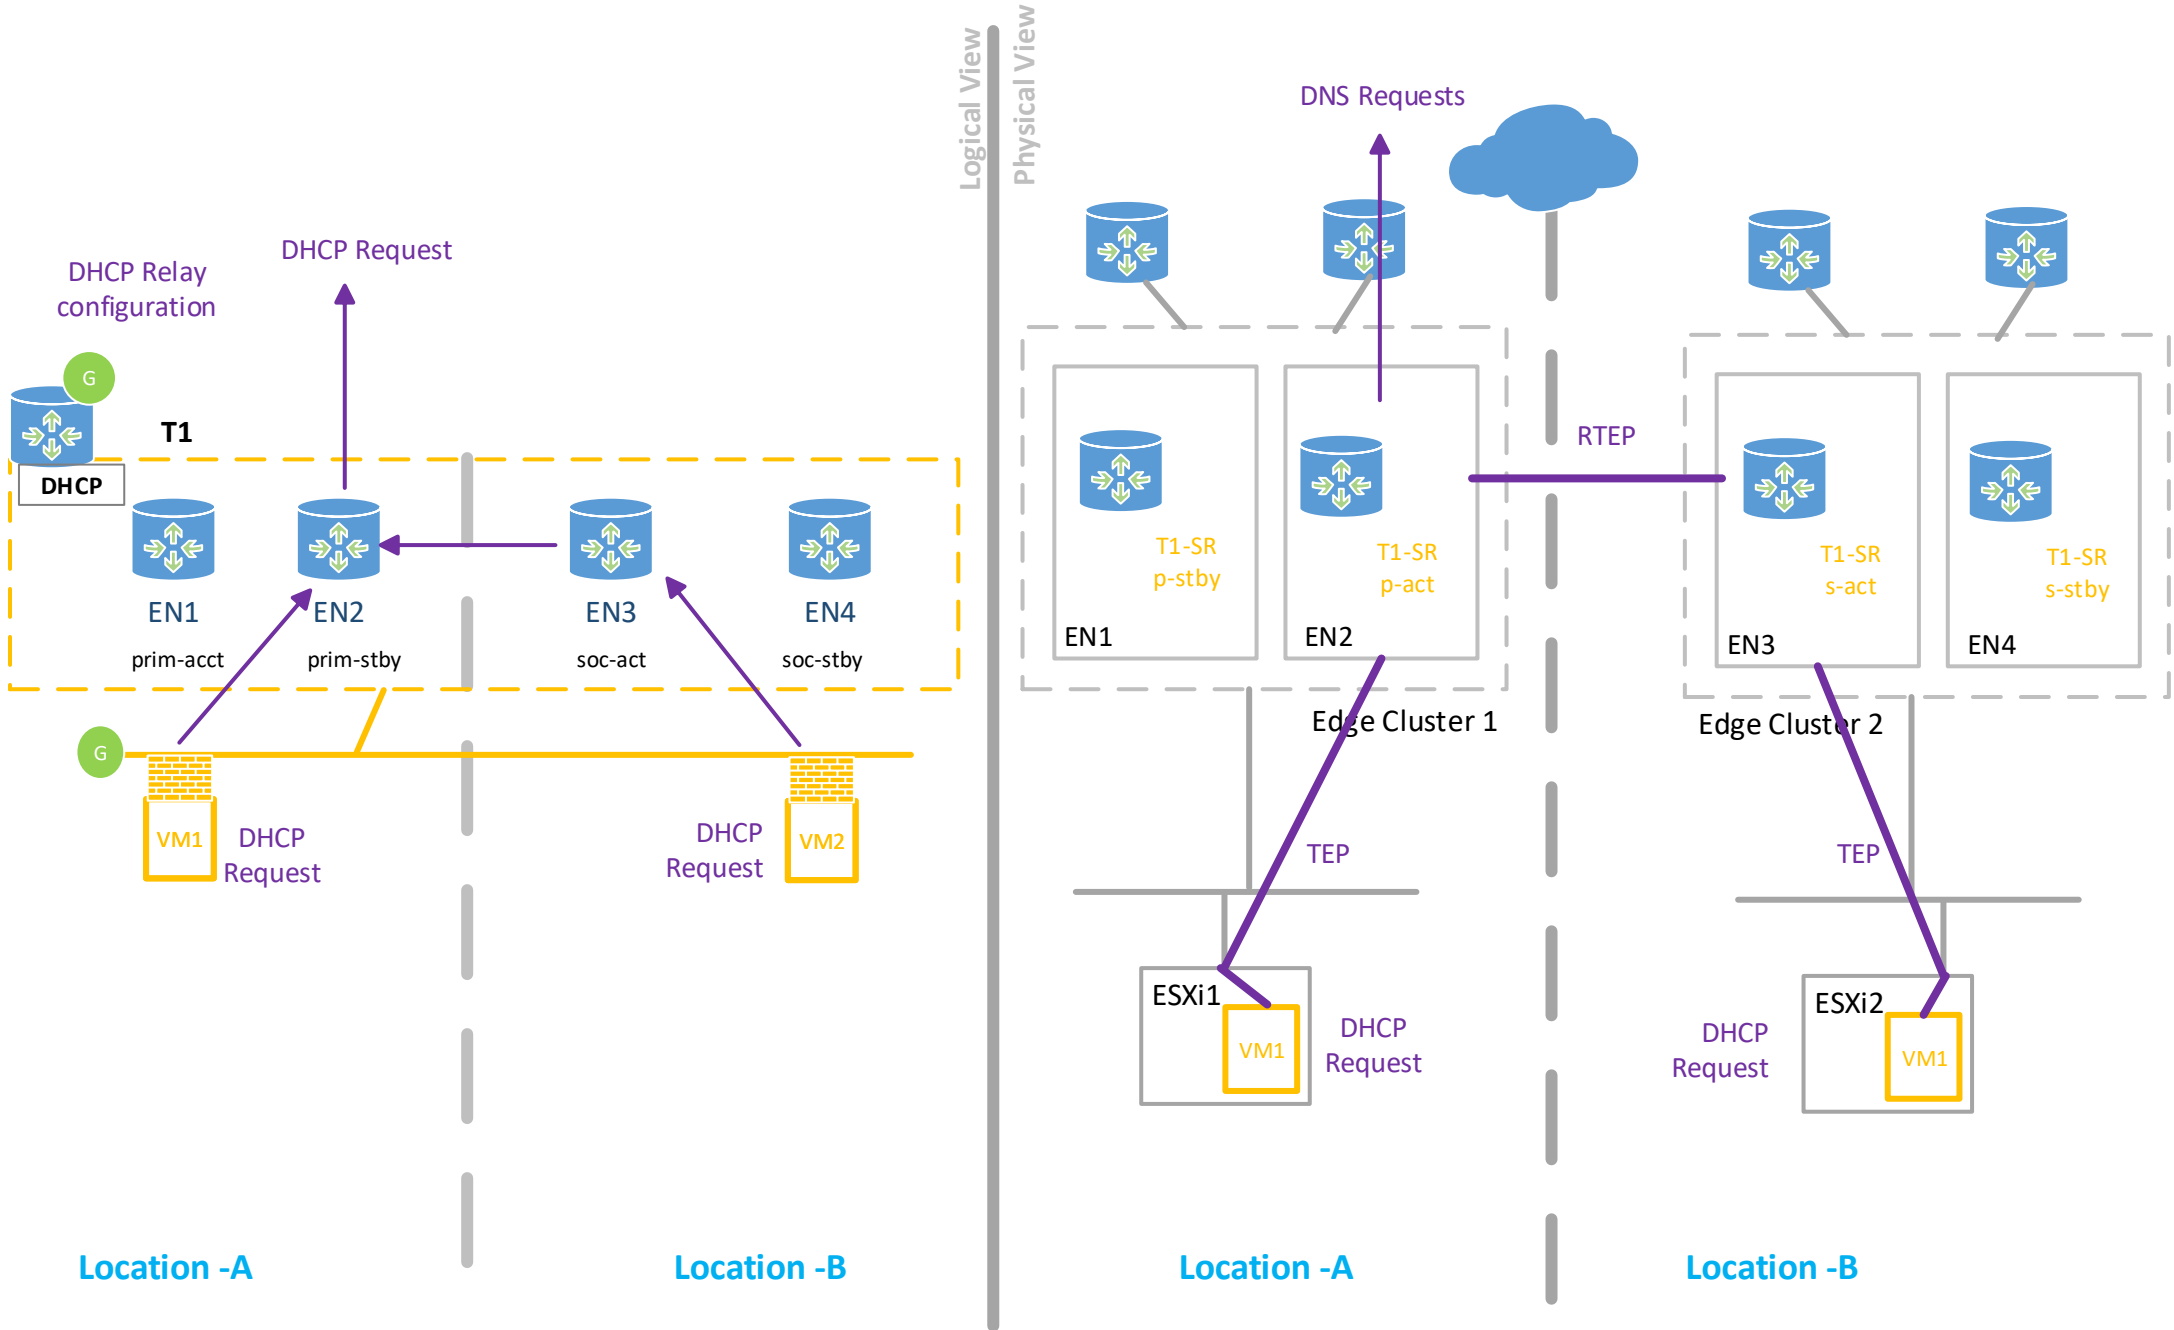 Logical View
Physical View
DHCP Relay
configuration
DHCP Request
G
T1
DHCP
EN1
EN2
EN3
EN4
prim-acct
prim-stby
soc-act
soc-stby
G
VM1
DHCP
Request
DHCP
Request
VM2
Location -A
Location -B
DNS Requests
RTEP
T1-SR
p-stby
EN1
T1-SR
p-act
EN2
T1-SR
s-act
EN3
T1-SR
s-stby
EN4
Edge Cluster 1
Edge Cluster 2
TEP
TEP
ESXi1
VM1
DHCP
Request
DHCP
Request
ESXi2
VM1
Location -A
Location -B